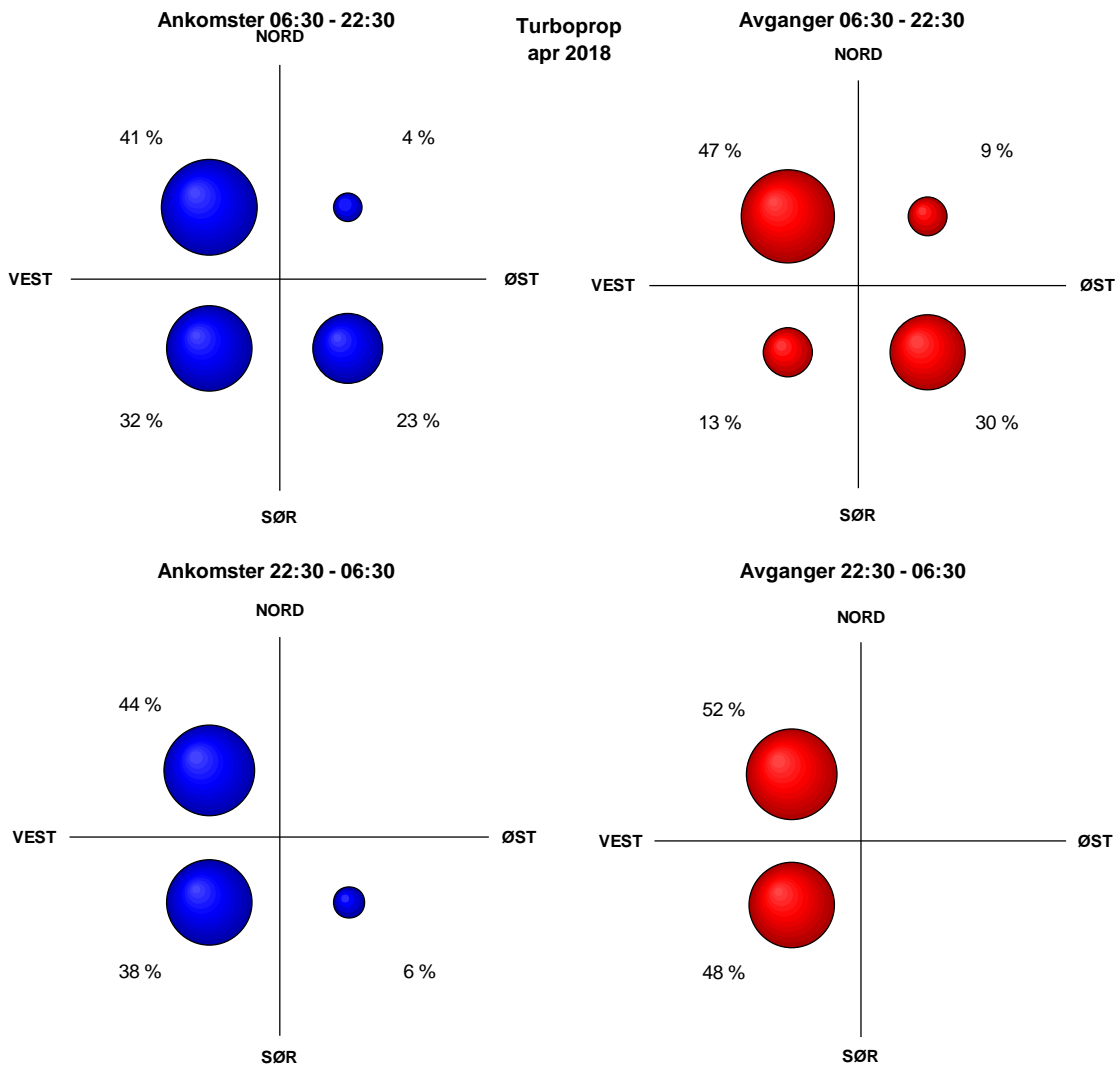 Ankomster 06:30 - 22:30
NORD
41 %
4 %
VEST
ØST
32 %
23 %
SØR
Turboprop
apr 2018
Avganger 06:30 - 22:30
NORD
47 %
9 %
VEST
ØST
13 %
30 %
SØR
Ankomster 22:30 - 06:30
NORD
44 %
VEST
ØST
38 %
6 %
SØR
Avganger 22:30 - 06:30
NORD
52 %
VEST
ØST
48 %
SØR